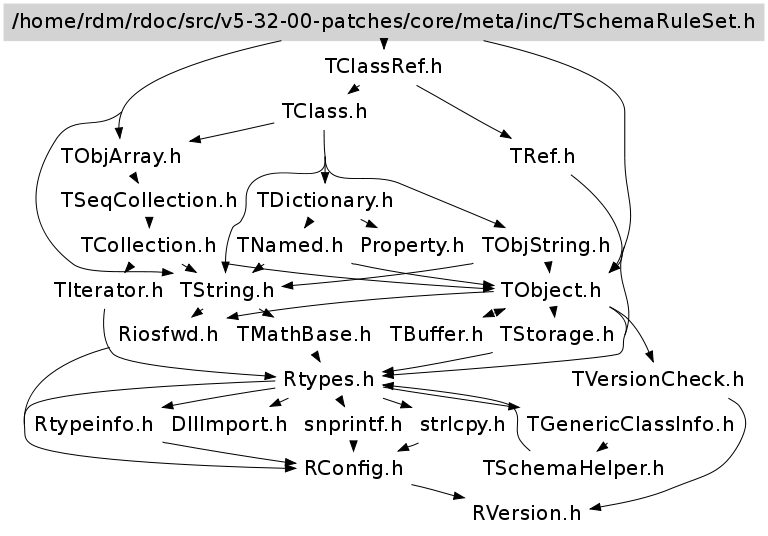 /home/rdm/rdoc/src/v5-32-00-patches/core/meta/inc/TSchemaRuleSet.h
TClassRef.h
TClass.h
TObjArray.h
TRef.h
TSeqCollection.h
TDictionary.h
TCollection.h
TNamed.h
Property.h
TObjString.h
TIterator.h
TString.h
TObject.h
Riosfwd.h
TMathBase.h
TBuffer.h
TStorage.h
Rtypes.h
TVersionCheck.h
Rtypeinfo.h
DllImport.h
snprintf.h
strlcpy.h
TGenericClassInfo.h
RConfig.h
TSchemaHelper.h
RVersion.h